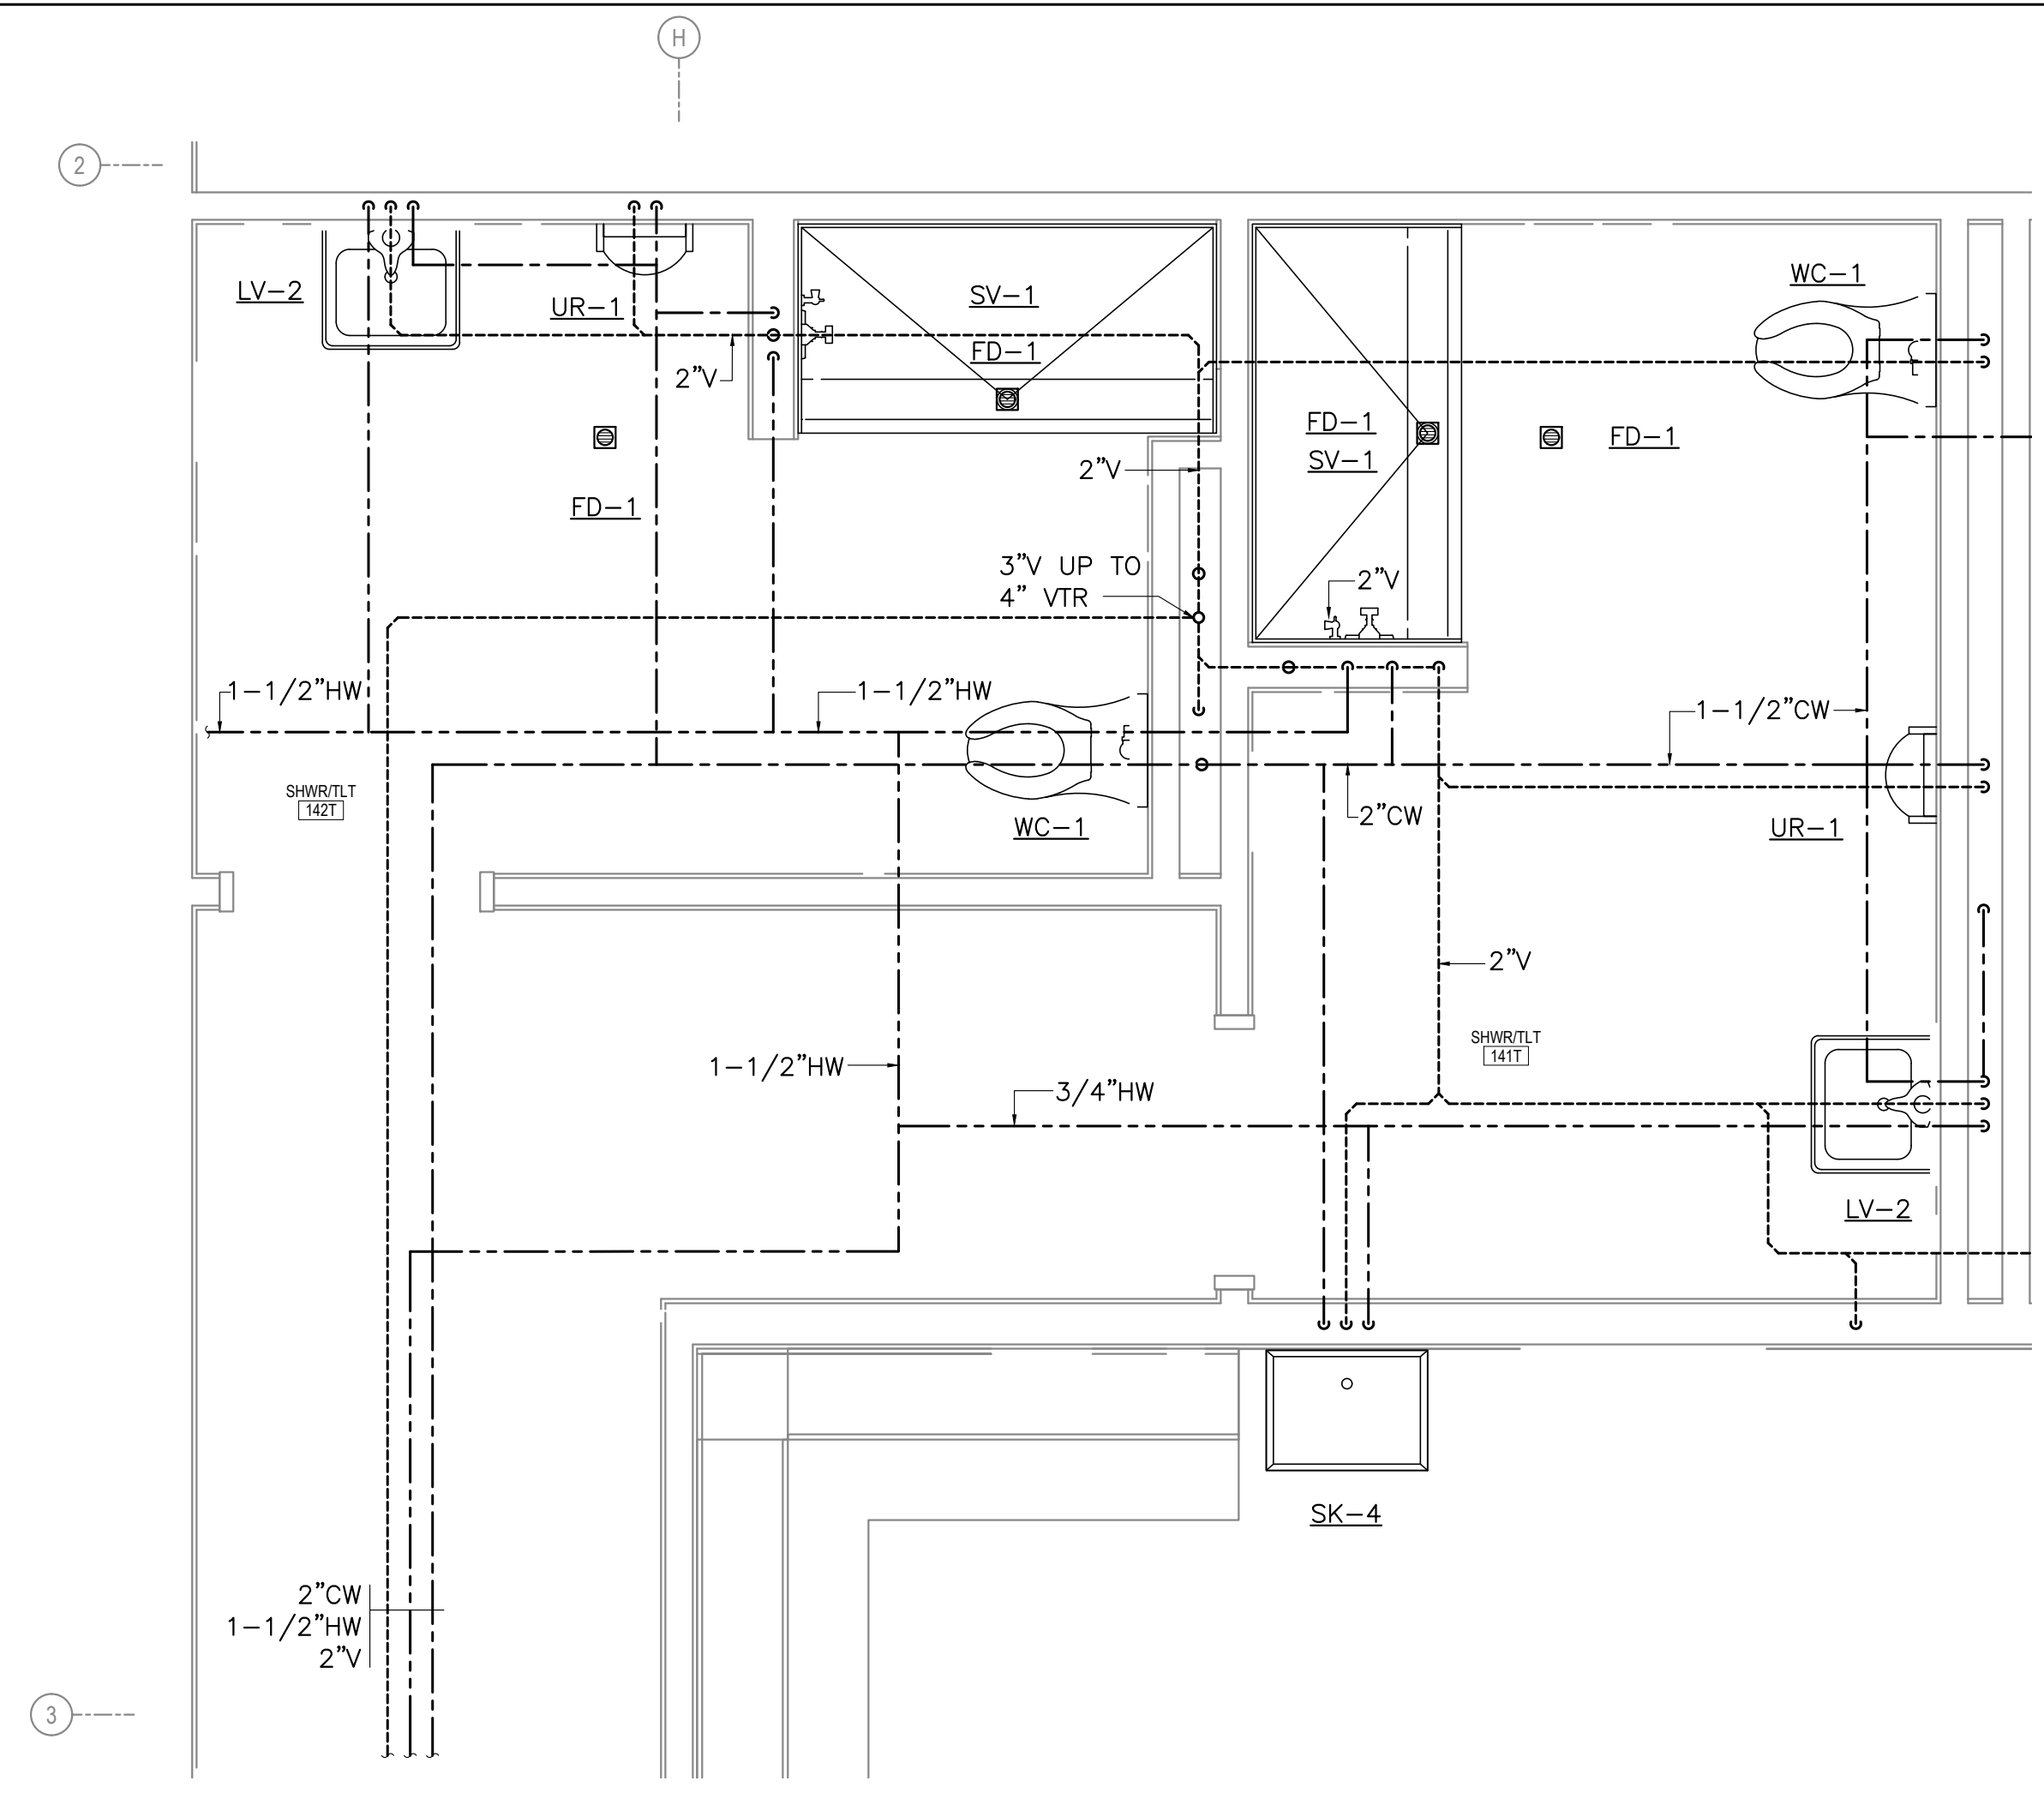 H
2
WC-1
LV-2
UR-1
SV-1
FD-1
2"V
FD-1
SV-1
FD-1
2"V
FD-1
3"V UP TO
4" VTR
2"V
1-1/2"HW
1-1/2"HW
1-1/2"CW
SHWR/TLT
142T
2"CW
WC-1
UR-1
2"V
SHWR/TLT
141T
1-1/2"HW
3/4"HW
LV-2
SK-4
2"CW
1-1/2"HW
2"V
3